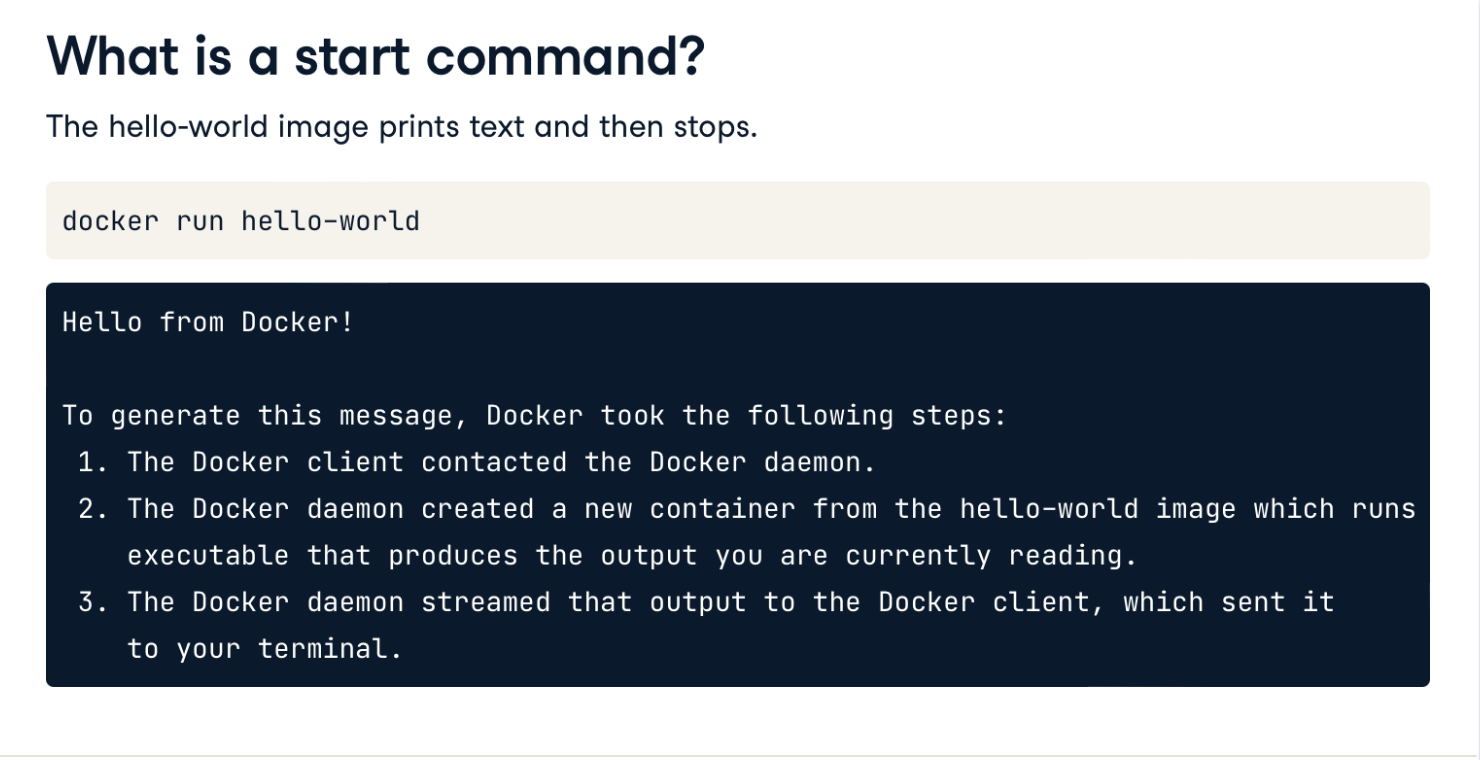 What is a start command?
The hello-world image prints text and then stops.
docker run hello-world
Hello from Docker!
To generate this message, Docker took the following steps:
1. The Docker client contacted the Docker daemon.
2. The Docker daemon created a new container from the hello-world image which runs
executable that produces the output you are currently reading.
3. The Docker daemon streamed that output to the Docker client, which sent it
to your terminal.